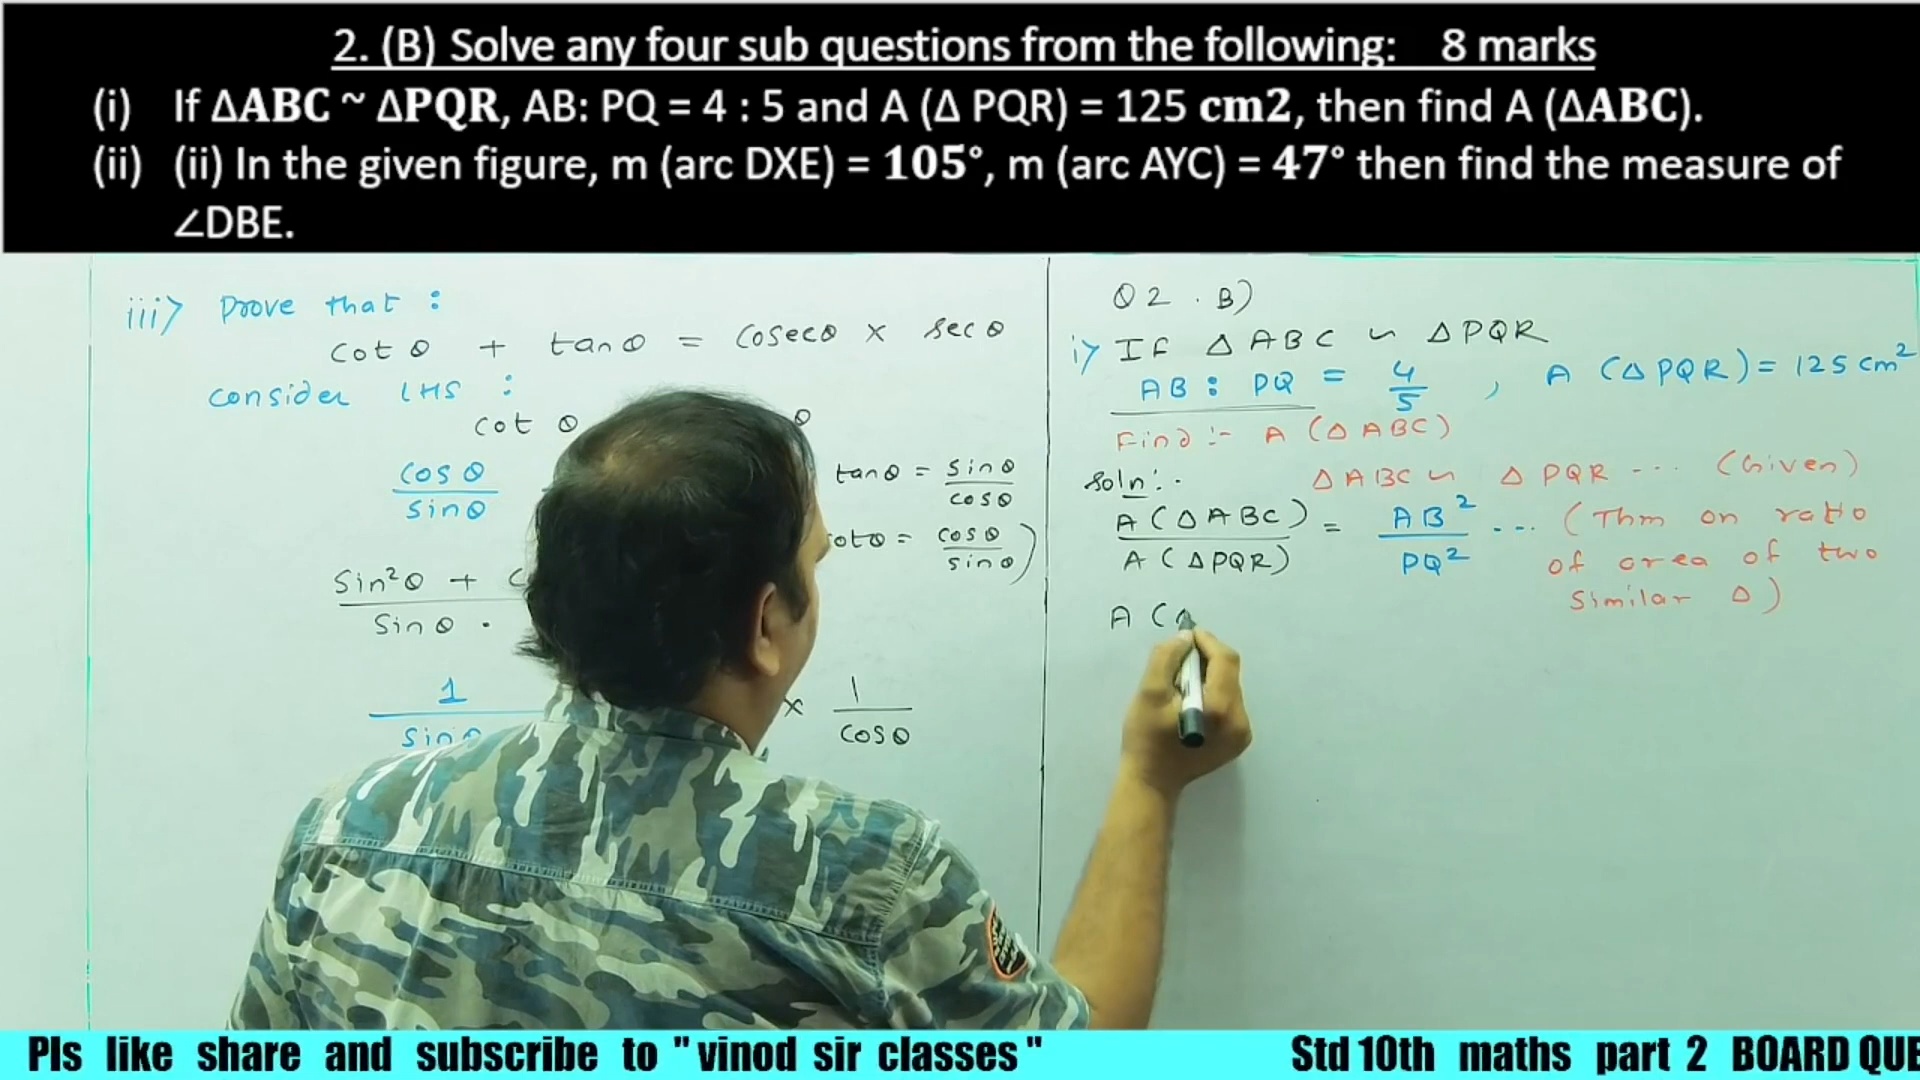 2. (B) Solve any four sub questions from the following: 8 marks
(i) If ΔABC ~ ΔPQR, AB: PQ = 4 : 5 and A (Δ PQR) = 125 cm2, then find A (ΔABC).
(ii) (ii) In the given figure, m (arc DXE) = 105°, m (arc AYC) = 47° then find the measure of
∠DBE.
iii) Prove that :
cot θ + tan θ = cosec θ × sec θ
consider LHS :
cot θ θ
cos θ / sin θ
tan θ = sin θ / cos θ
cot θ = cos θ / sin θ )
Sin²θ +
Sin θ .
1 / Sin × 1 / cos θ
Q2 . B)
i) If Δ ABC ~ Δ PQR
AB : PQ = 4/5 , A (Δ PQR) = 125 cm²
Find :- A (Δ ABC)
Soln :- Δ ABC ~ Δ PQR --- (Given)
A (Δ ABC) / A (Δ PQR) = AB² / PQ² --- (Thm on ratio
of area of two
Similar Δ)
A (
Pls like share and subscribe to "vinod sir classes" Std 10th maths part 2 BOARD QUE